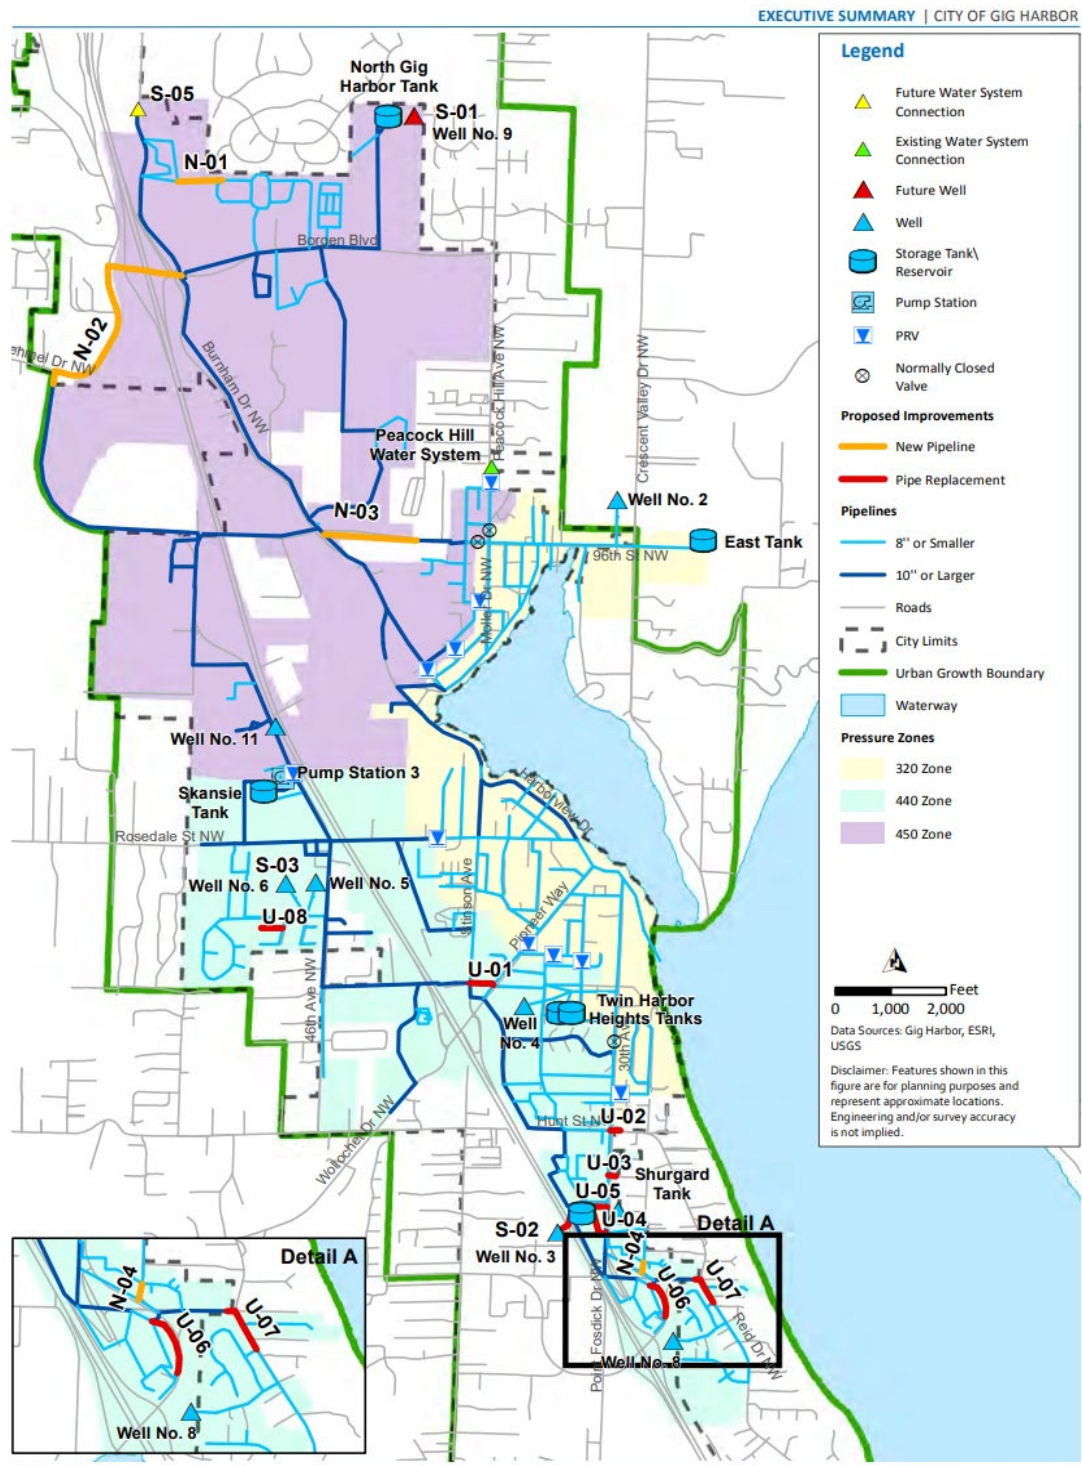 EXECUTIVE SUMMARY | CITY OF GIG HARBOR
Legend
Future Water System
Connection
Existing Water System
Connection
Future Well
Well
Storage Tank\
Reservoir
Pump Station
PRV
Normally Closed
Valve
Proposed Improvements
New Pipeline
Pipe Replacement
Pipelines
8" or Smaller
10" or Larger
Roads
City Limits
Urban Growth Boundary
Waterway
Pressure Zones
320 Zone
440 Zone
450 Zone
Feet
0 1,000 2,000
Data Sources: Gig Harbor, ESRI,
USGS
Disclaimer: Features shown in this
figure are for planning purposes and
represent approximate locations.
Engineering and/or survey accuracy
is not implied.
S-05
North Gig
Harbor Tank
S-01
Well No. 9
N-01
Borgen Blvd
N-02
Dr NW
Burnham Dr NW
Peacock Hill Ave NW
Crescent Valley Dr NW
Peacock Hill
Water System
Well No. 2
N-03
East Tank
96th St NW
Moller Dr NW
Well No. 11
Pump Station 3
Skansie
Tank
Harborview Dr
Rosedale St NW
S-03
Well No. 6
Well No. 5
Stinson Ave
U-08
Pioneer Way
U-01
46th Ave NW
Well
No. 4
Twin Harbor
Heights Tanks
30th Ave
Hunt St N
U-02
Wollochet Dr NW
U-03
Shurgard
Tank
U-05
U-04
S-02
Well No. 3
Detail A
N-04
U-06
U-07
Point Fosdick Dr NW
Reid Dr NW
Well No. 8
Detail A
N-04
U-06
U-07
Well No. 8